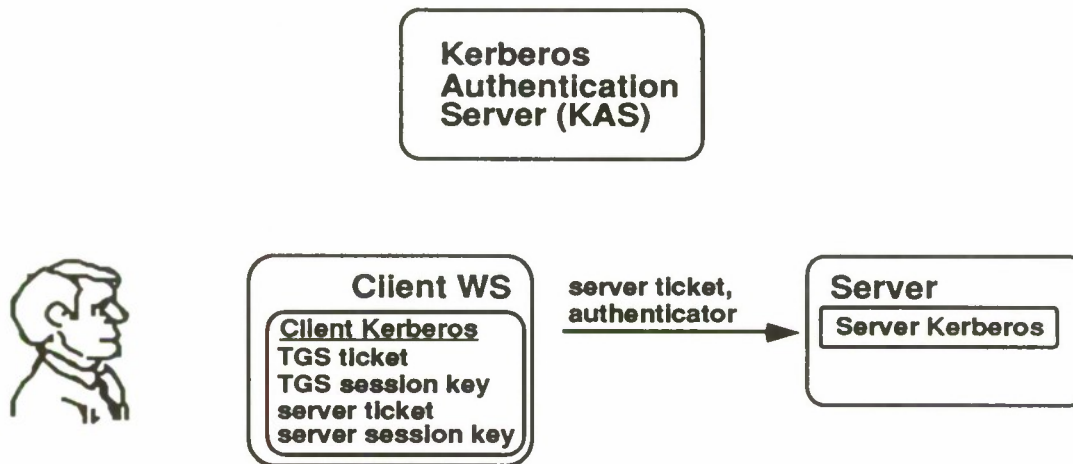 Kerberos
Authentication
Server (KAS)
Client WS
Client Kerberos
TGS ticket
TGS session key
server ticket
server session key
server ticket,
authenticator
Server
Server Kerberos